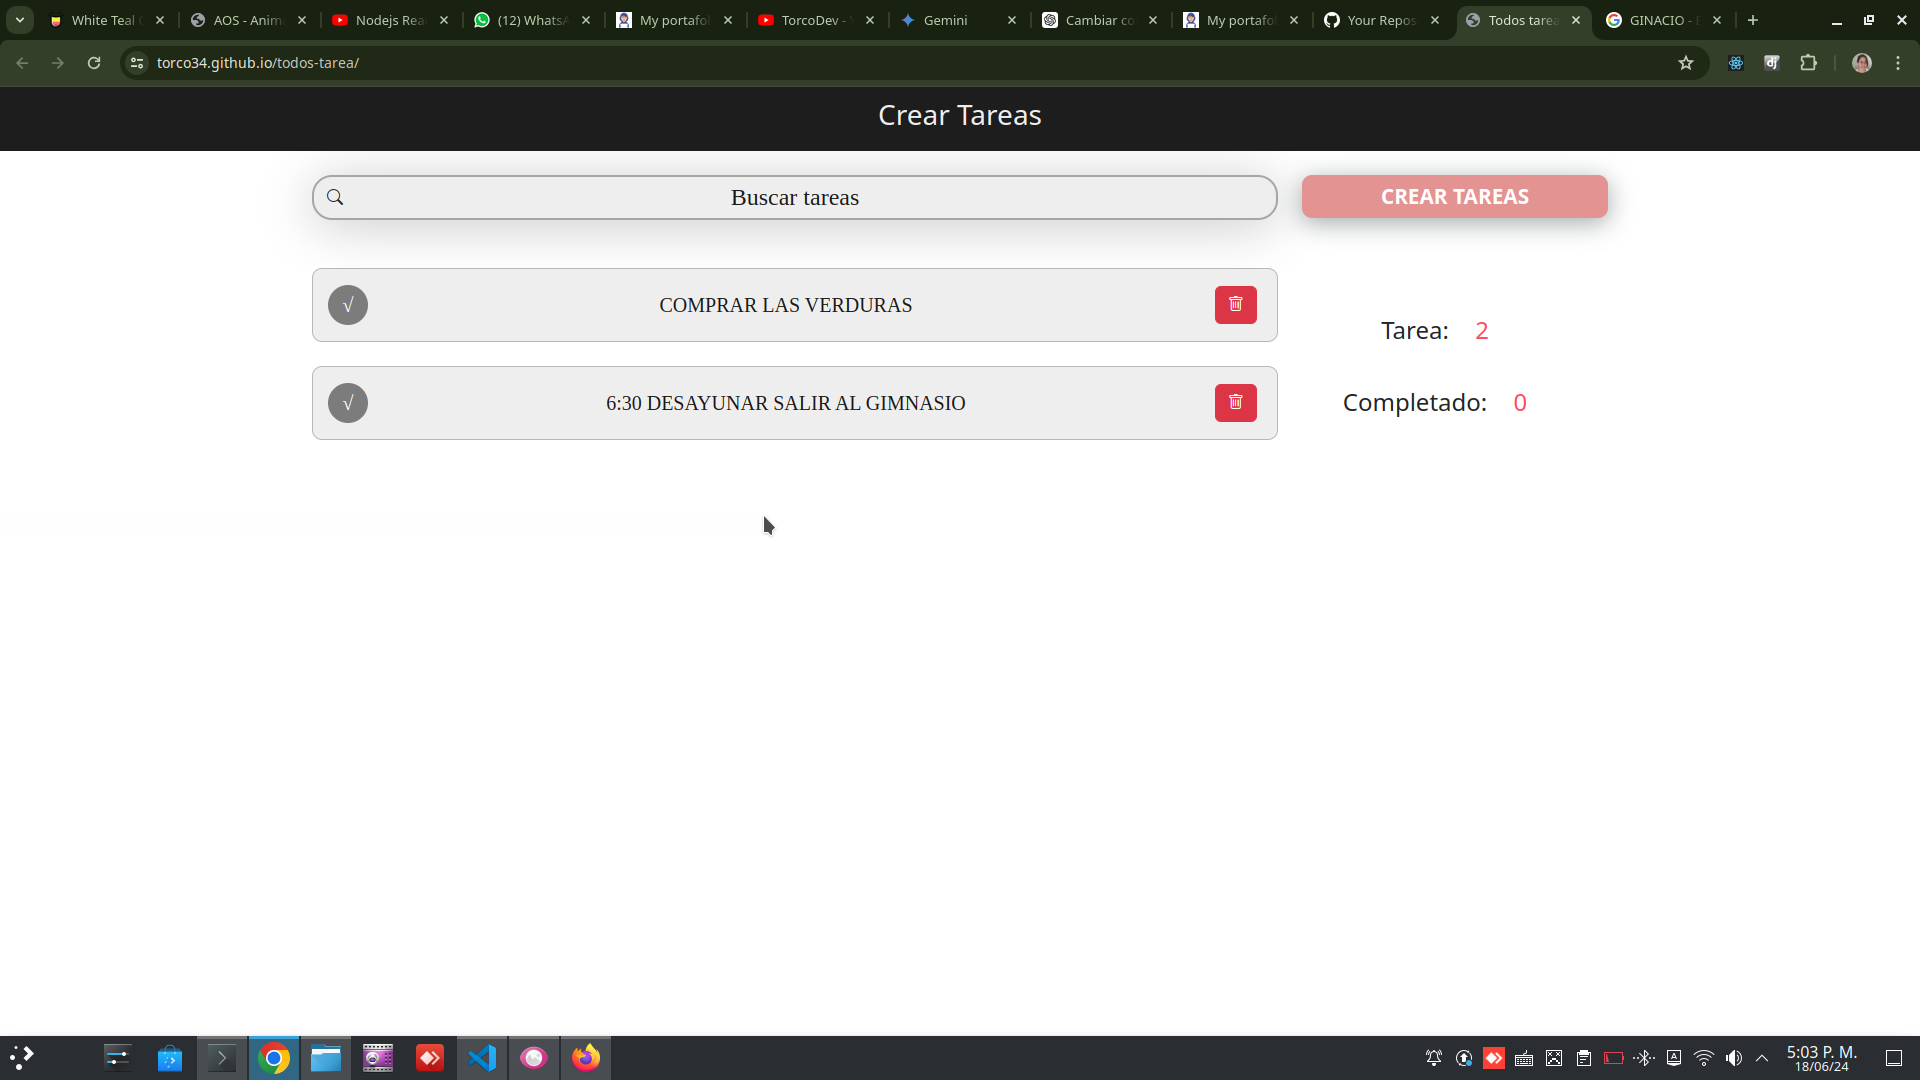 White Teal
AOS - Anim
Nodejs Rea
(12) WhatsA
My portafol
TorcoDev -
Gemini
Cambiar co
My portafol
Your Repos
Todos tarea
GINACIO -
torco34.github.io/todos-tarea/
dj
Crear Tareas
Buscar tareas
CREAR TAREAS
√
COMPRAR LAS VERDURAS
Tarea: 2
√
6:30 DESAYUNAR SALIR AL GIMNASIO
Completado: 0
5:03 P. M.
18/06/24